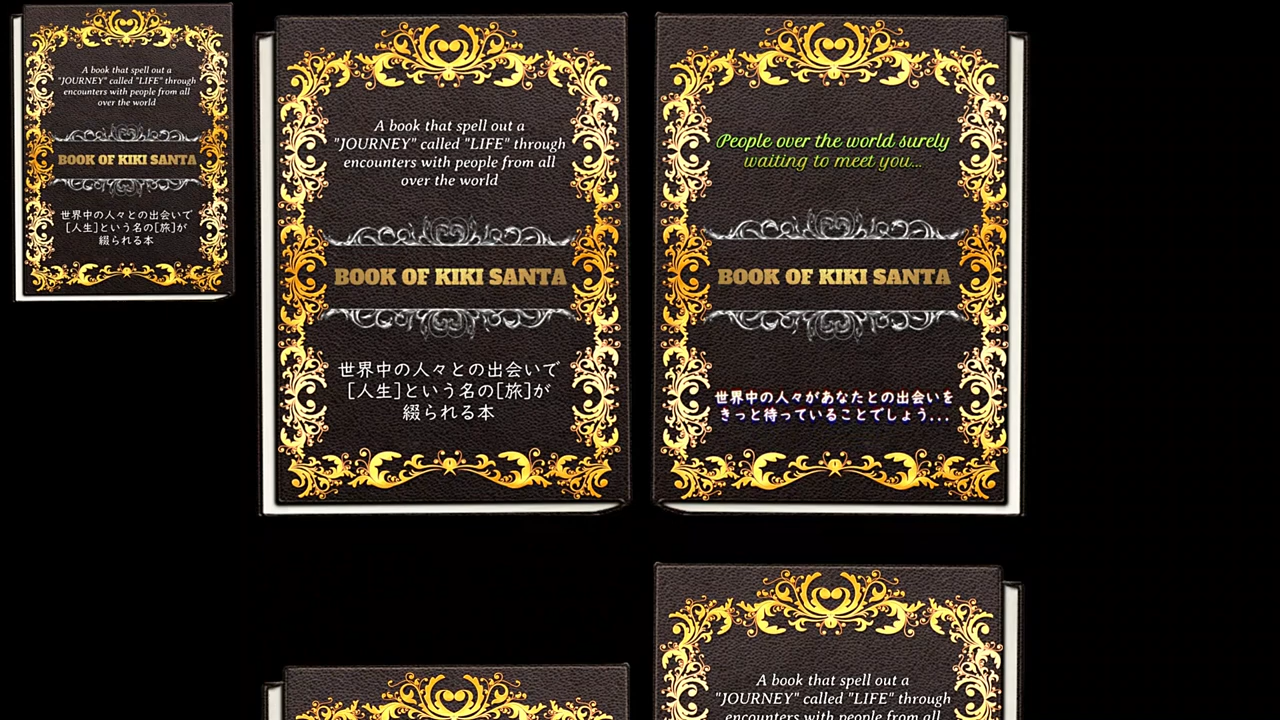 A book that spell out a
"JOURNEY" called "LIFE" through
encounters with people from all
over the world
BOOK OF KIKI SANTA
世界中の人々との出会いで
[人生]という名の[旅]が
綴られる本
A book that spell out a
"JOURNEY" called "LIFE" through
encounters with people from all
over the world
BOOK OF KIKI SANTA
世界中の人々との出会いで
[人生]という名の[旅]が
綴られる本
People over the world surely
waiting to meet you...
BOOK OF KIKI SANTA
世界中の人々があなたとの出会いを
きっと待っていることでしょう...
A book that spell out a
"JOURNEY" called "LIFE" through
encounters with people from all